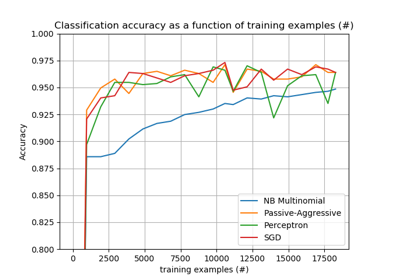 Classification accuracy as a function of training examples (#)
1.000
0.975
0.950
0.925
0.900
0.875
0.850
0.825
0.800
Accuracy
NB Multinomial
Passive-Aggressive
Perceptron
SGD
0 2500 5000 7500 10000 12500 15000 17500
training examples (#)